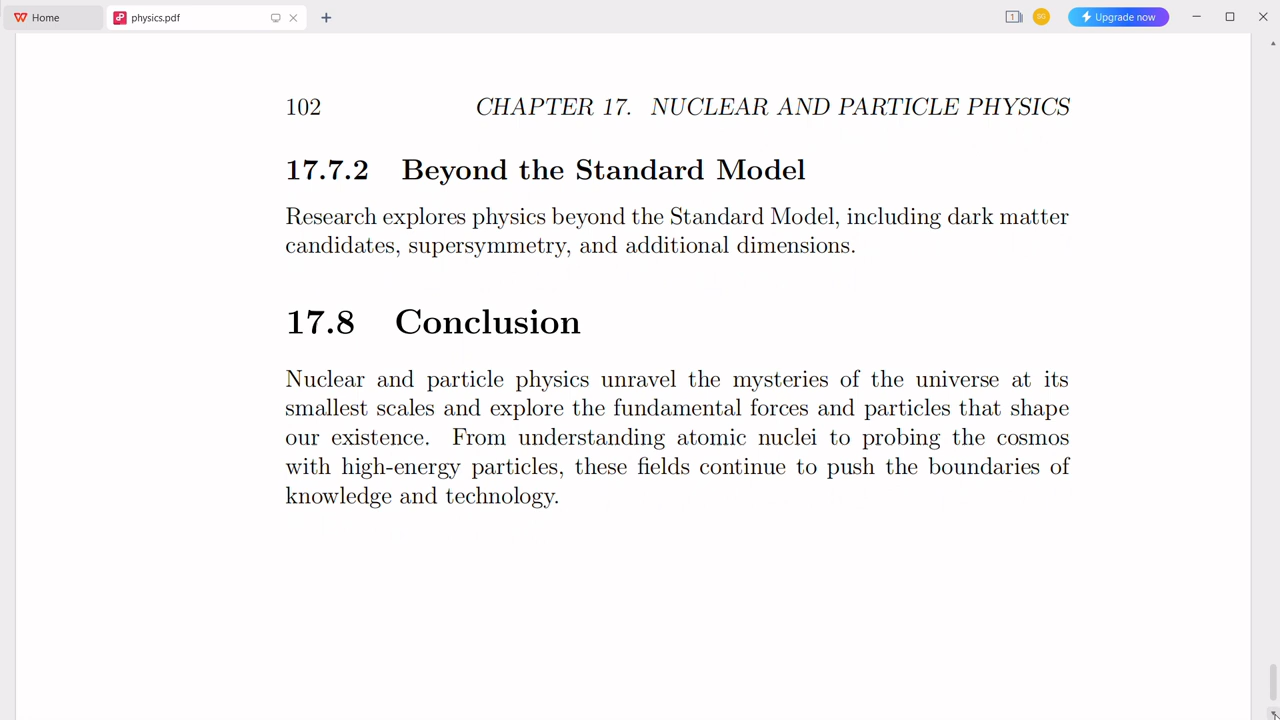 Home
physics.pdf
1
SG
Upgrade now
102 CHAPTER 17. NUCLEAR AND PARTICLE PHYSICS
17.7.2 Beyond the Standard Model
Research explores physics beyond the Standard Model, including dark matter
candidates, supersymmetry, and additional dimensions.
17.8 Conclusion
Nuclear and particle physics unravel the mysteries of the universe at its
smallest scales and explore the fundamental forces and particles that shape
our existence. From understanding atomic nuclei to probing the cosmos
with high-energy particles, these fields continue to push the boundaries of
knowledge and technology.